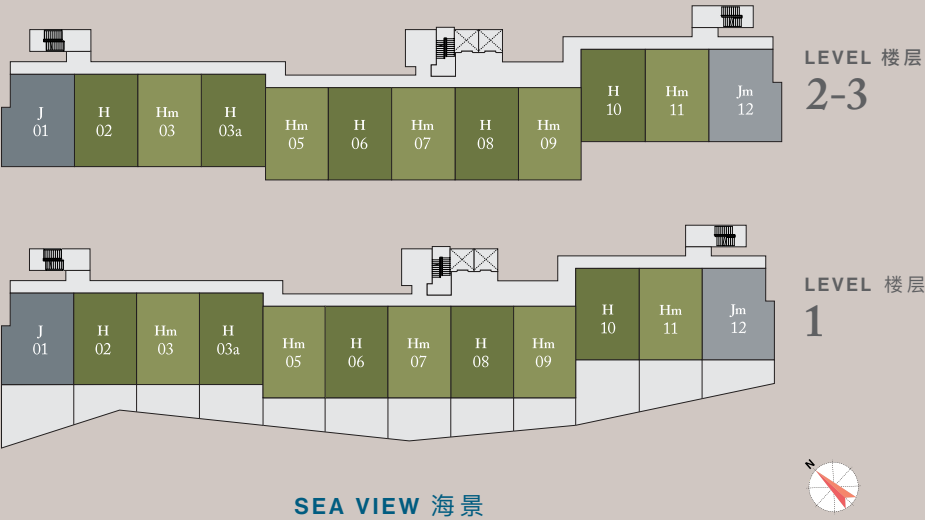 LEVEL 楼层
2-3
J
01
H
02
Hm
03
H
03a
Hm
05
H
06
Hm
07
H
08
Hm
09
H
10
Hm
11
Jm
12
LEVEL 楼层
1
J
01
H
02
Hm
03
H
03a
Hm
05
H
06
Hm
07
H
08
Hm
09
H
10
Hm
11
Jm
12
N
SEA VIEW 海景